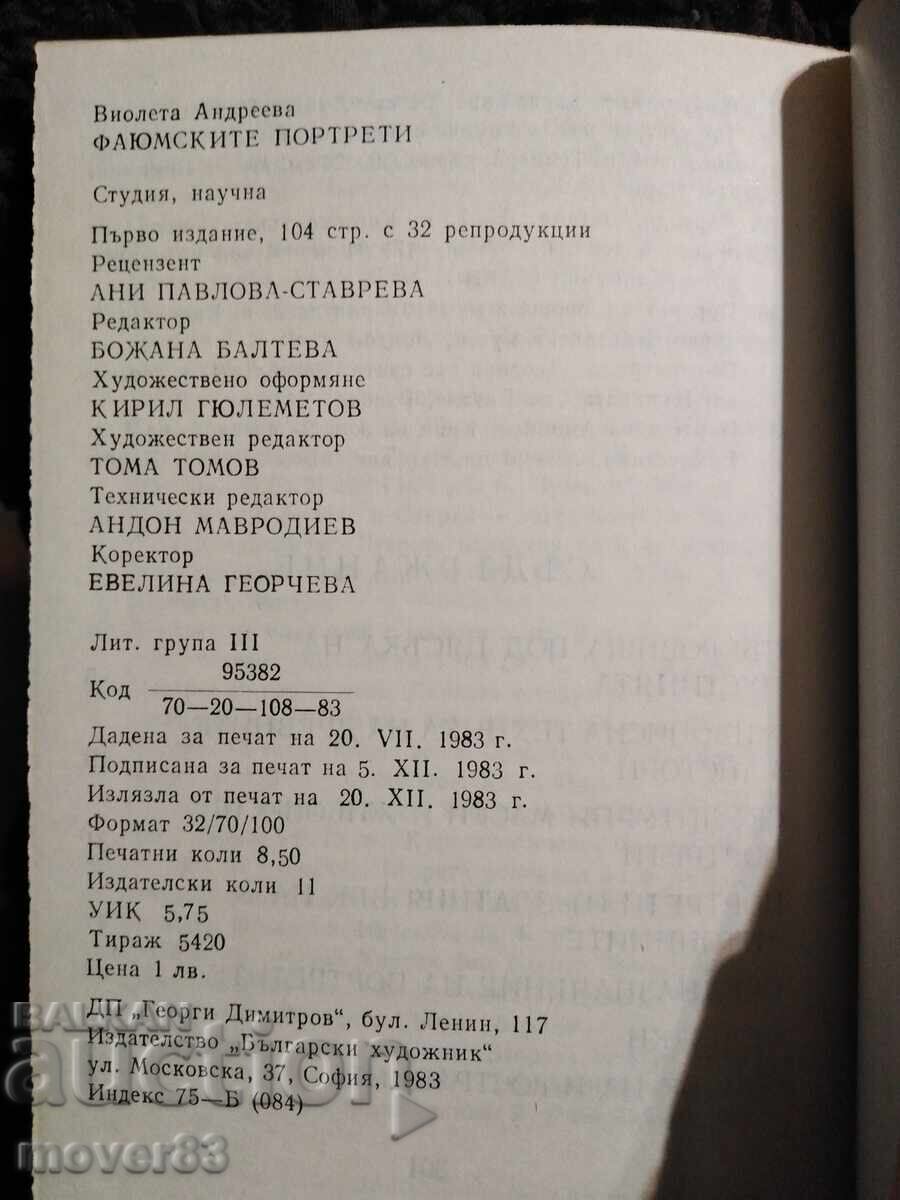 Виолета Андреева
ФАЮМСКИТЕ ПОРТРЕТИ
Студия, научна
Първо издание, 104 стр. с 32 репродукции
Рецензент
АНИ ПАВЛОВА-СТАВРЕВА
Редактор
БОЖАНА БАЛТЕВА
Художествено оформяне
КИРИЛ ГЮЛЕМЕТОВ
Художествен редактор
ТОМА ТОМОВ
Технически редактор
АНДОН МАВРОДИЕВ
Коректор
ЕВЕЛИНА ГЕОРЧЕВА
Лит. група III
95382
Код
70—20—108—83
Дадена за печат на 20. VII. 1983 г.
Подписана за печат на 5. XII. 1983 г.
Излязла от печат на 20. XII. 1983 г.
Формат 32/70/100
Печатни коли 8,50
Издателски коли 11
УИК 5,75
Тираж 5420
Цена 1 лв.
ДП „Георги Димитров“, бул. Ленин, 117
Издателство „Български художник“
ул. Московска, 37, София, 1983
Индекс 75—Б (084)
BALKAN
auction
mover83